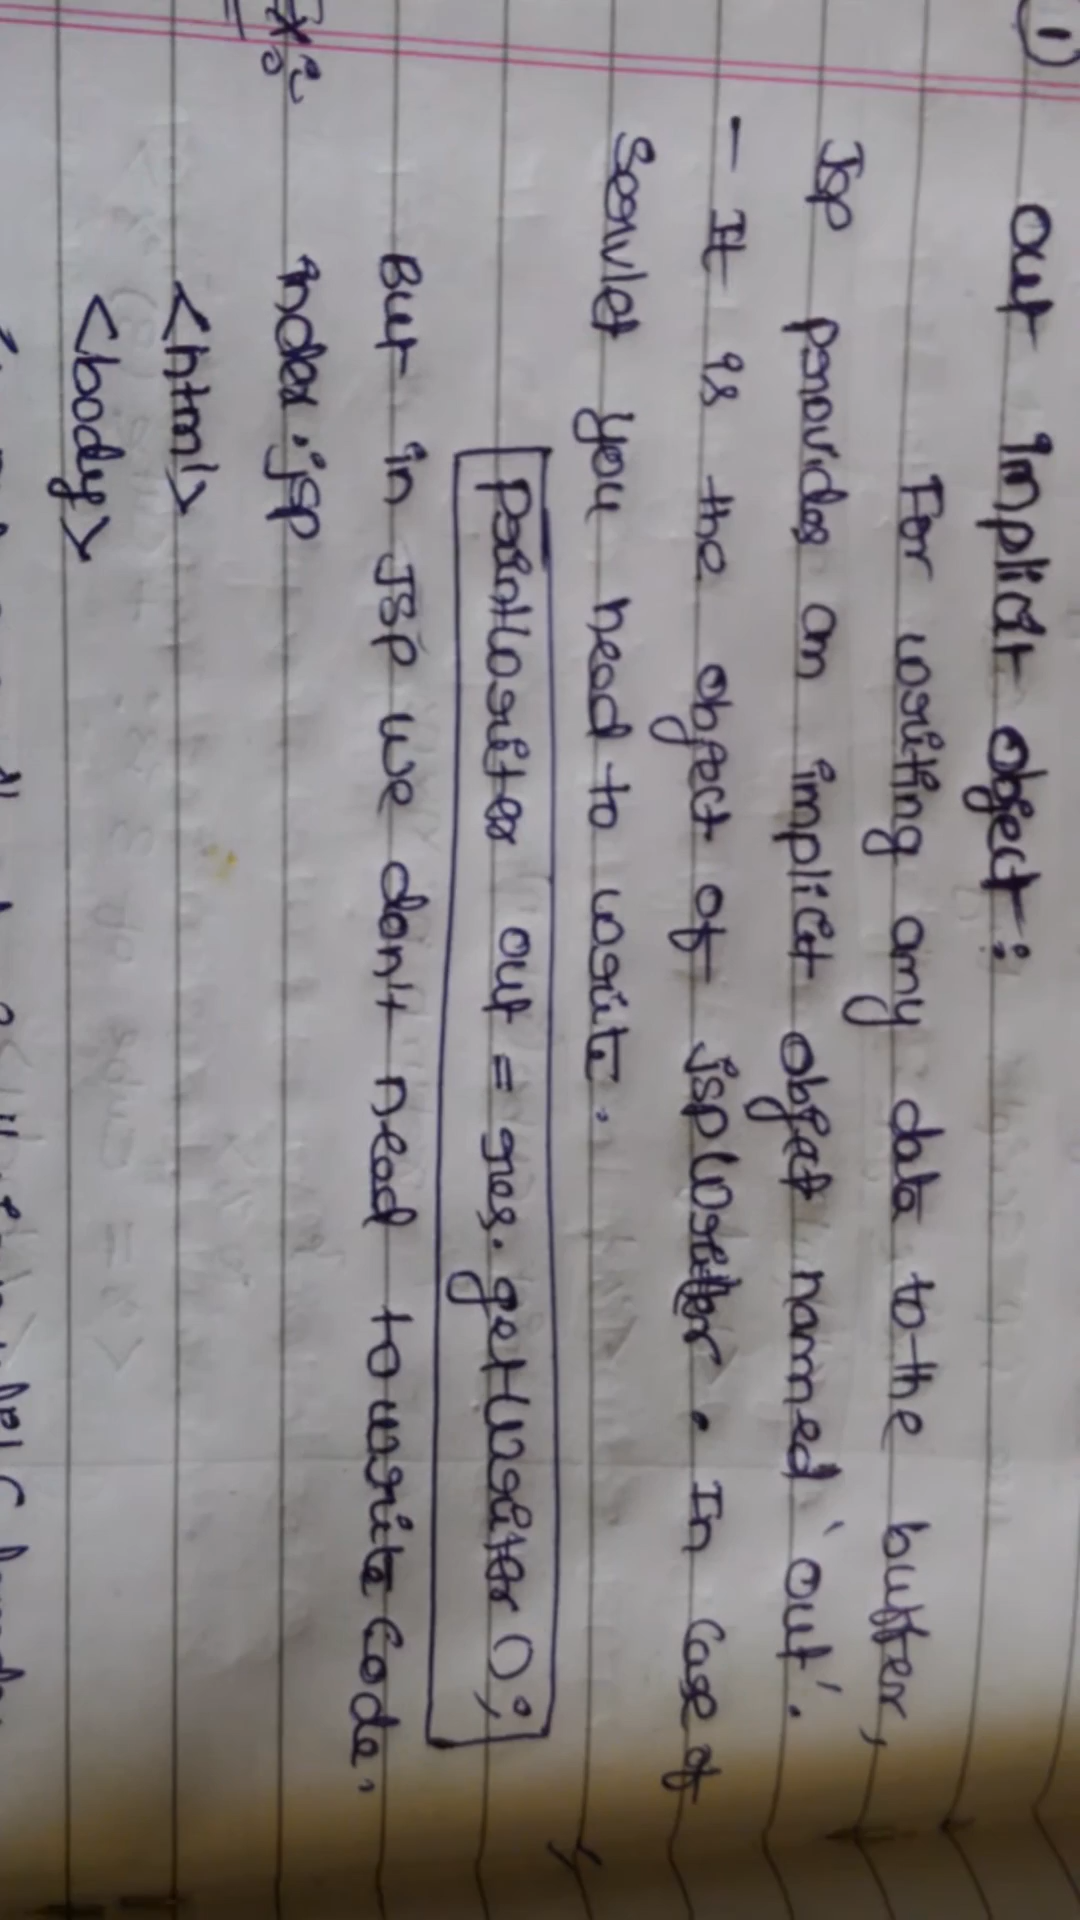 ① out implicit object:
For writing any data to the buffer,
Jsp provides an implicit object named 'out'.
- It is the object of jspWriter. In case of
Servlet you need to write.
PrintWriter out = res.getWriter();
But in JSP we don't need to write code.
Ex: index.jsp
<html>
<body>